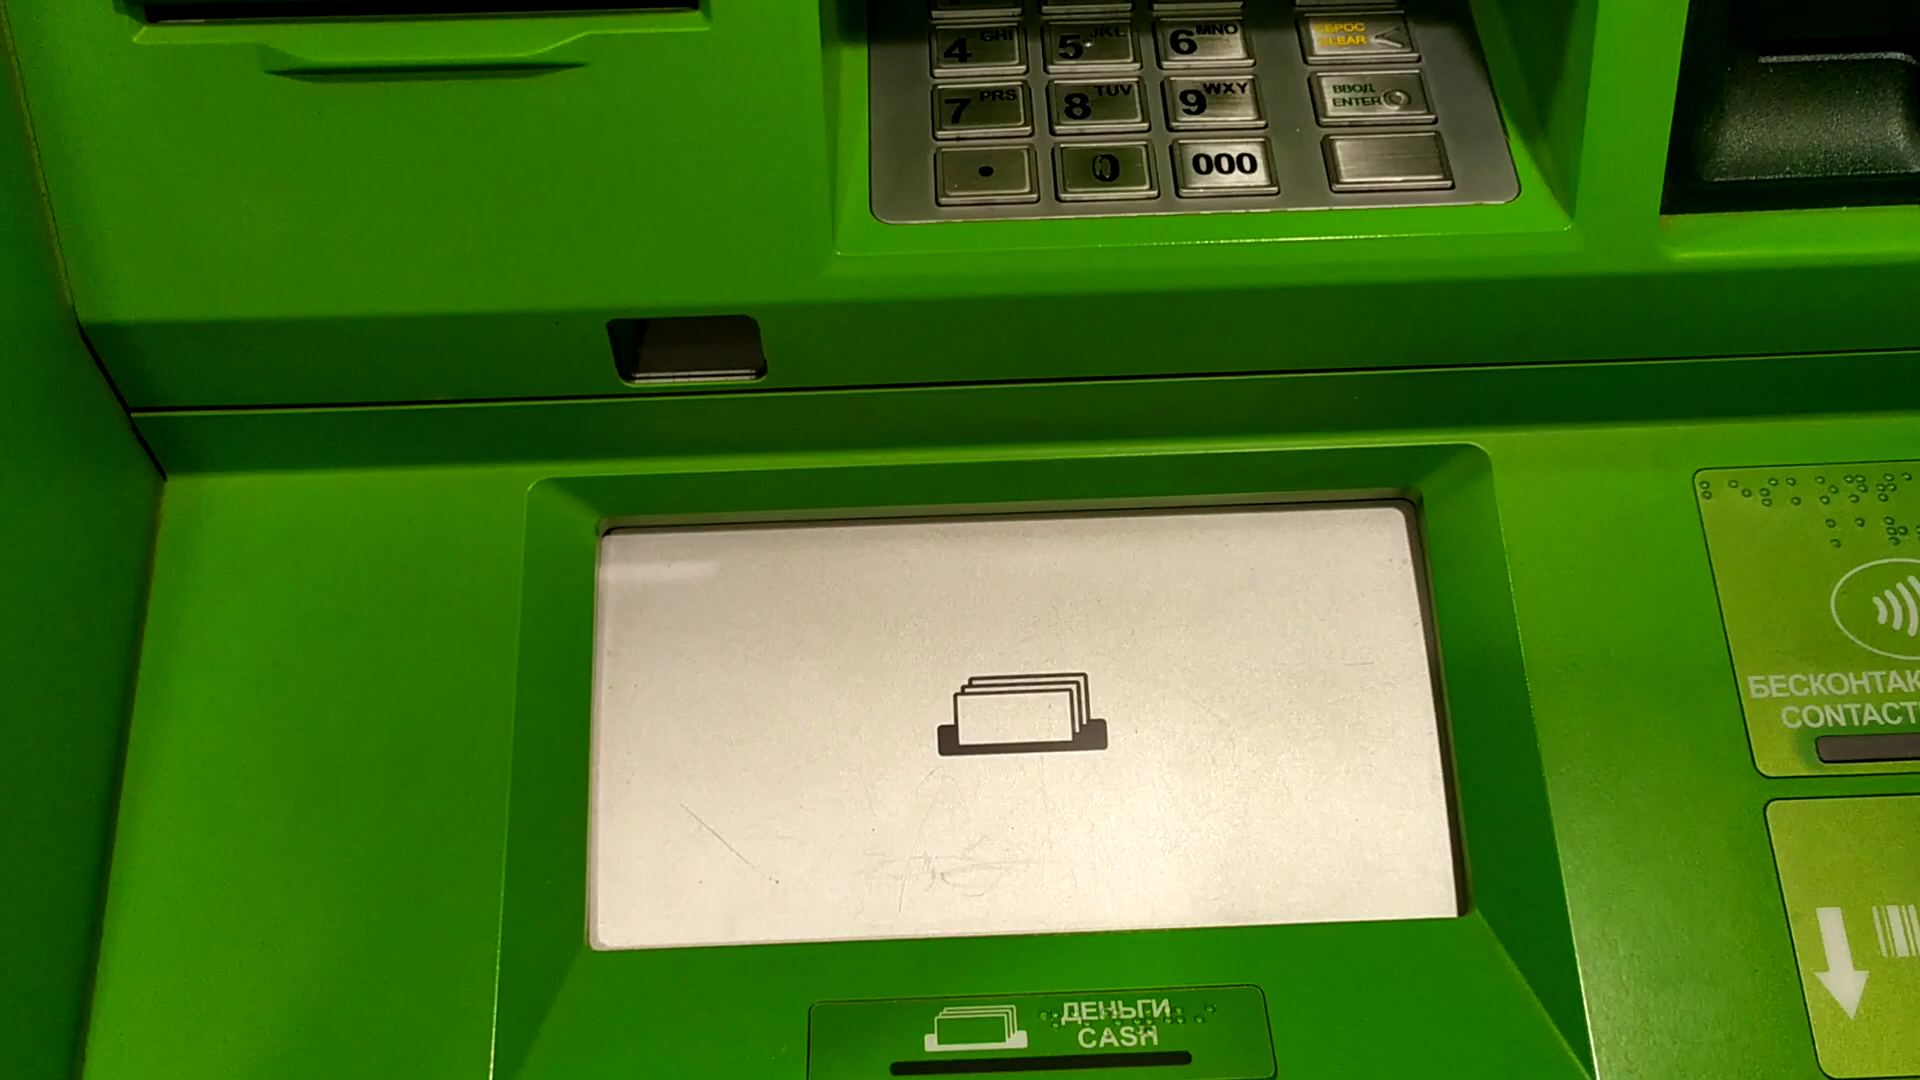 4 GHI
5 JKL
6 MNO
СБРОС
CLEAR
7 PRS
8 TUV
9 WXY
ВВОД
ENTER
.
0
000
БЕСКОНТАК
CONTACT
ДЕНЬГИ
CASH